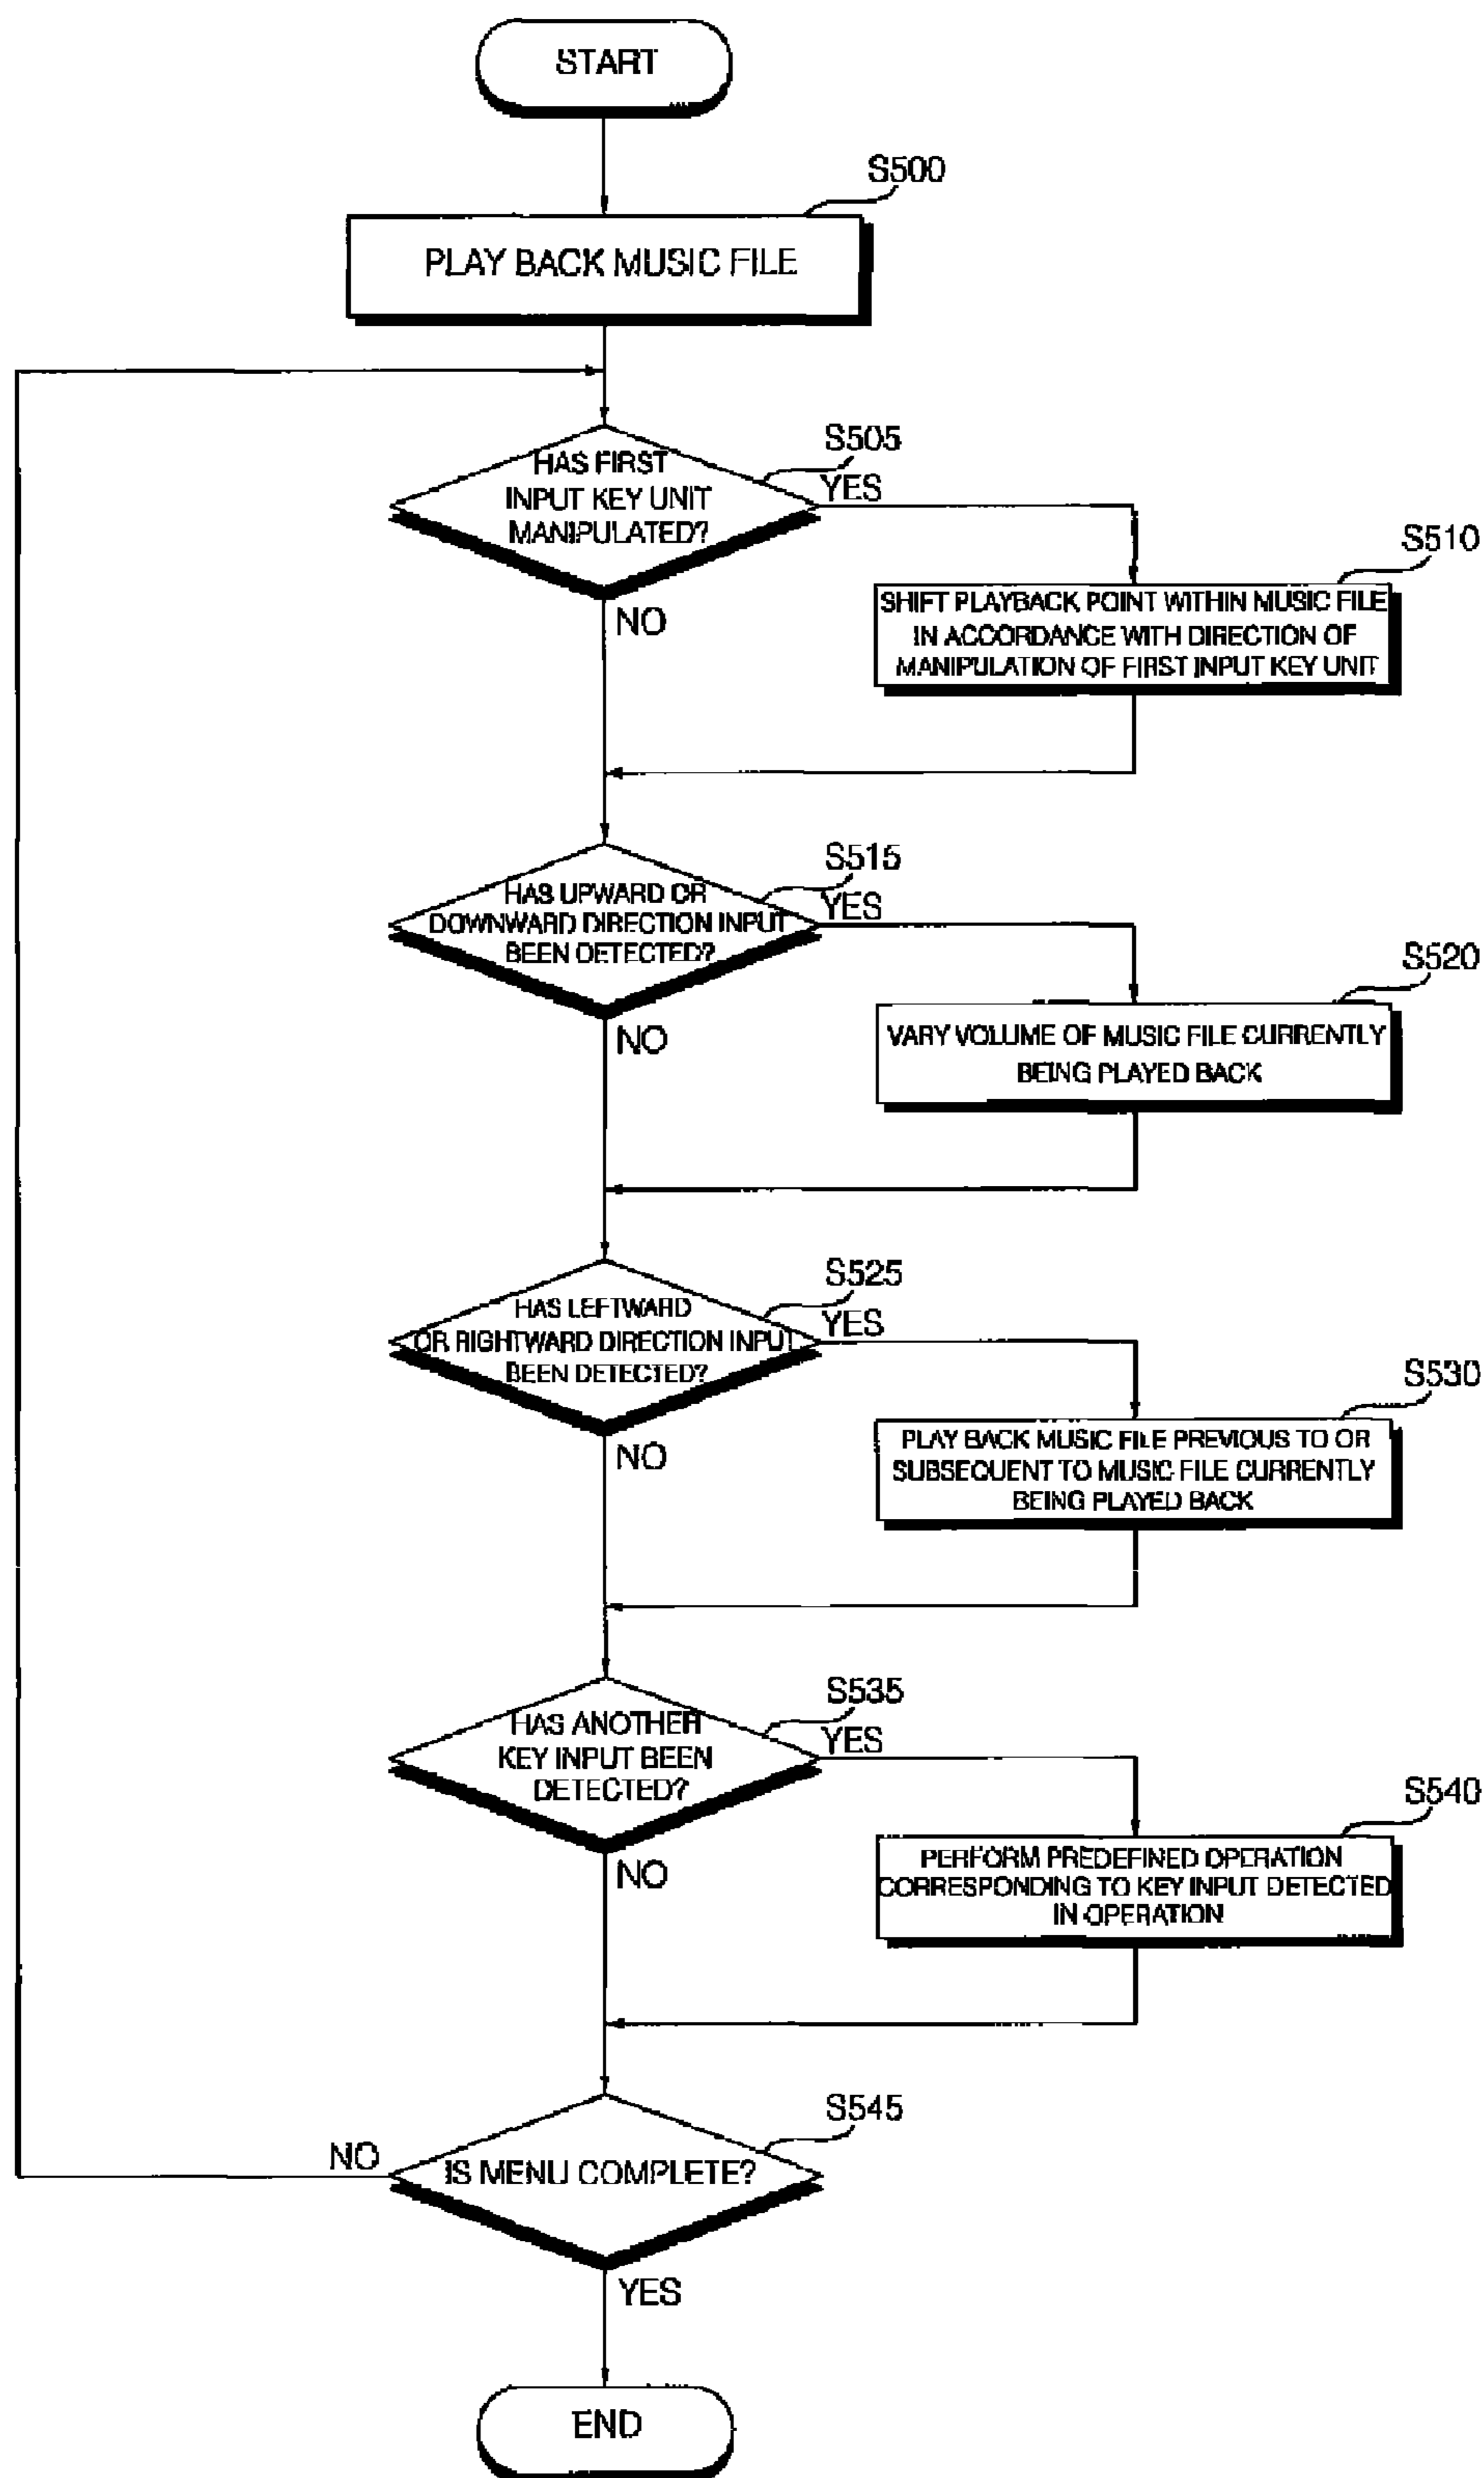 START
S500
PLAY BACK MUSIC FILE
S505
HAS FIRST
INPUT KEY UNIT
MANIPULATED?
YES
NO
S510
SHIFT PLAYBACK POINT WITHIN MUSIC FILE
IN ACCORDANCE WITH DIRECTION OF
MANIPULATION OF FIRST INPUT KEY UNIT
S515
HAS UPWARD OR
DOWNWARD DIRECTION INPUT
BEEN DETECTED?
YES
NO
S520
VARY VOLUME OF MUSIC FILE CURRENTLY
BEING PLAYED BACK
S525
HAS LEFTWARD
OR RIGHTWARD DIRECTION INPUT
BEEN DETECTED?
YES
NO
S530
PLAY BACK MUSIC FILE PREVIOUS TO OR
SUBSEQUENT TO MUSIC FILE CURRENTLY
BEING PLAYED BACK
S535
HAS ANOTHER
KEY INPUT BEEN
DETECTED?
YES
NO
S540
PERFORM PREDEFINED OPERATION
CORRESPONDING TO KEY INPUT DETECTED
IN OPERATION
S545
IS MENU COMPLETE?
NO
YES
END